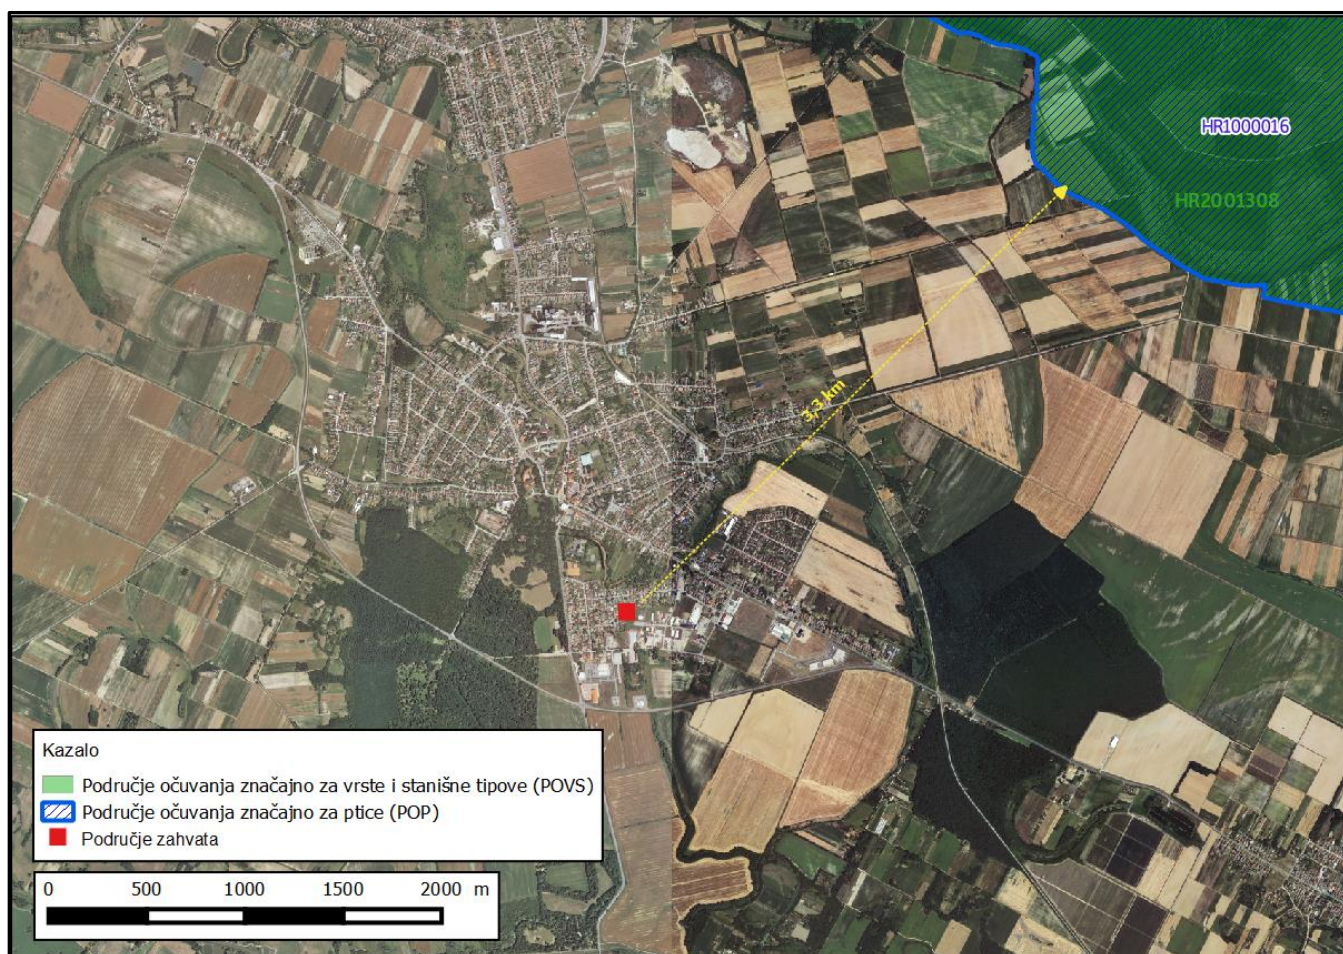 HR1000016
HR2001308
3,3 km
Kazalo
Područje očuvanja značajno za vrste i stanišne tipove (POVS)
Područje očuvanja značajno za ptice (POP)
Područje zahvata
0 500 1000 1500 2000 m